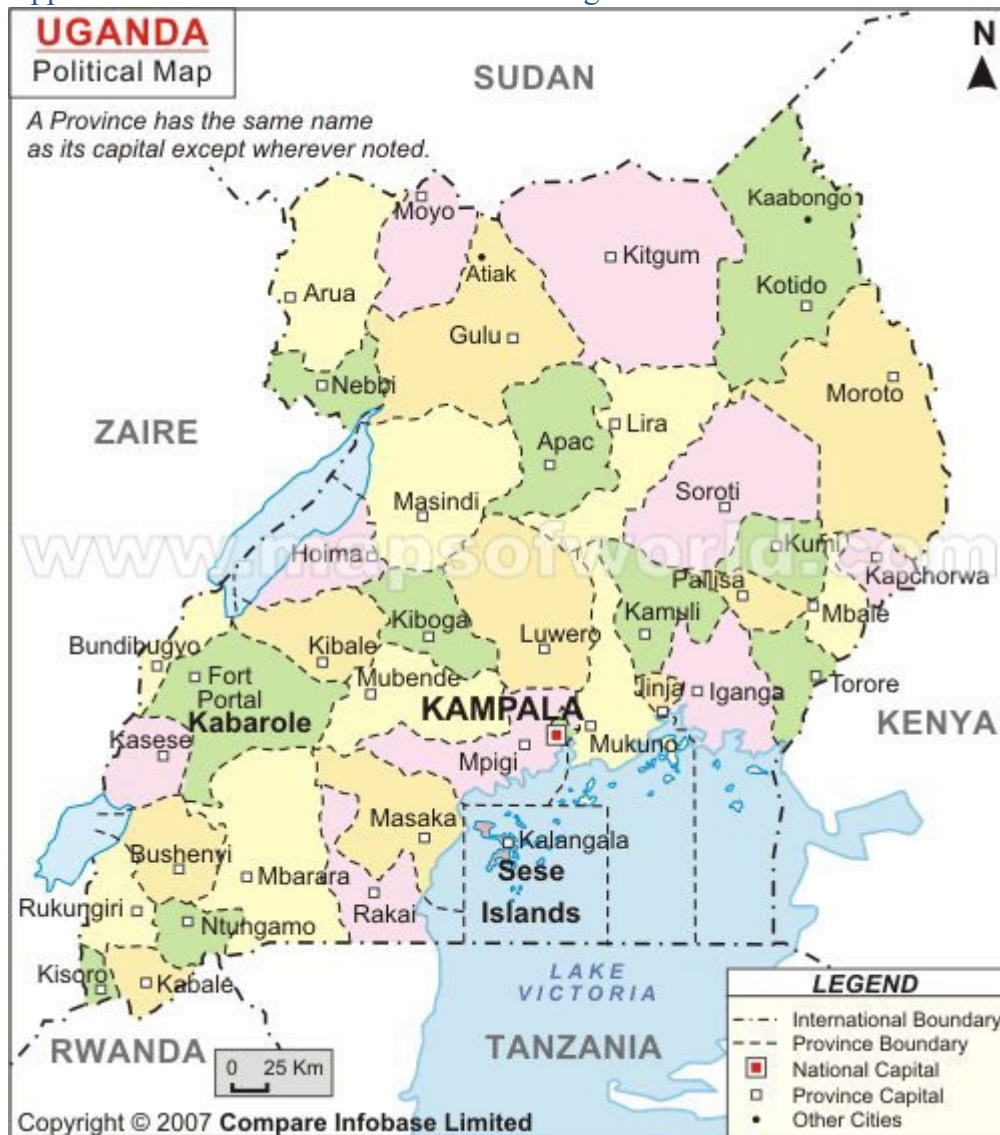 UGANDA
Political Map
N
SUDAN
A Province has the same name
as its capital except wherever noted.
Kaabongo
Moyo
Atiak
Kitgum
Arua
Kotido
Gulu
Nebbi
Moroto
ZAIRE
Lira
Apac
Soroti
Masindi
www.mapsofworld.com
Hoima
Kumi
Kapchorwa
Pallisa
Kiboga
Kamuli
Mbale
Bundibugyo
Kibale
Luwero
Fort
Portal
Mubende
Jinja
Iganga
Torore
Kabarole
KAMPALA
KENYA
Kasese
Mpigi
Mukuno
Masaka
Kalangala
Bushenyi
Mbarara
Sese
Islands
Rukungiri
Rakai
Ntungamo
Kisoro
Kabale
LAKE
VICTORIA
RWANDA
TANZANIA
0 25 Km
LEGEND
International Boundary
Province Boundary
National Capital
Province Capital
Other Cities
Copyright © 2007 Compare Infobase Limited